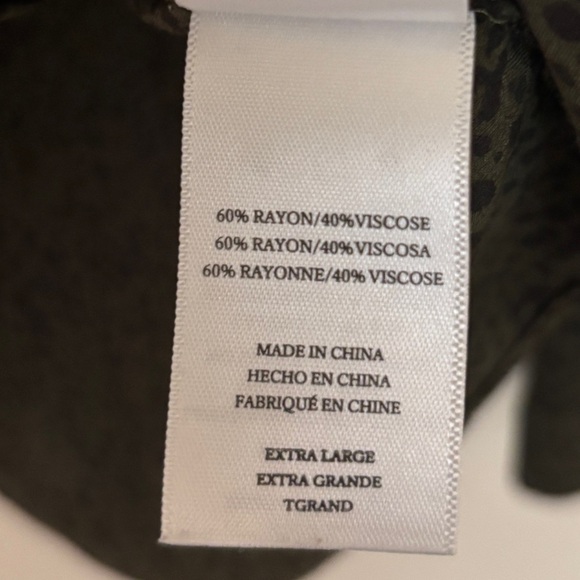 60% RAYON/40%VISCOSE
60% RAYON/40%VISCOSA
60% RAYONNE/40% VISCOSE
MADE IN CHINA
HECHO EN CHINA
FABRIQUÉ EN CHINE
EXTRA LARGE
EXTRA GRANDE
TGRAND